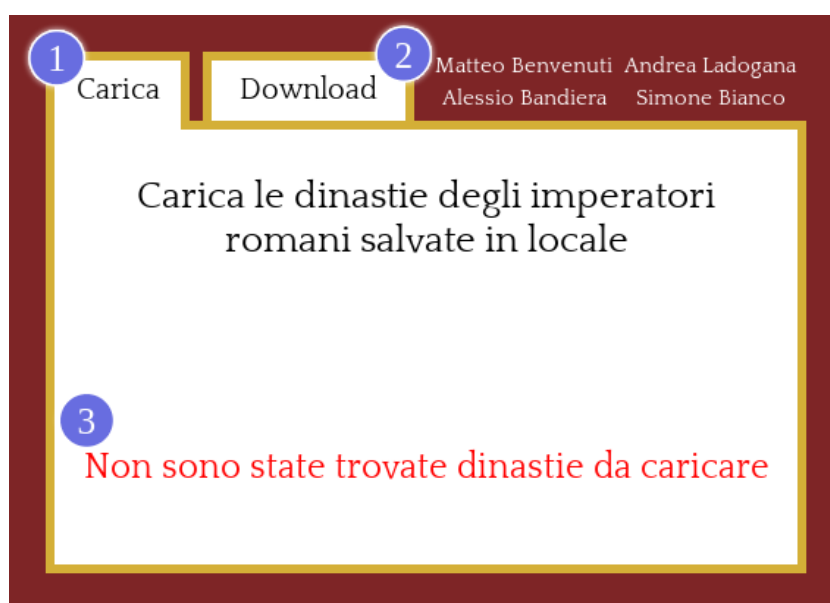 1
Carica
2
Download
Matteo Benvenuti Andrea Ladogana
Alessio Bandiera Simone Bianco
Carica le dinastie degli imperatori
romani salvate in locale
3
Non sono state trovate dinastie da caricare